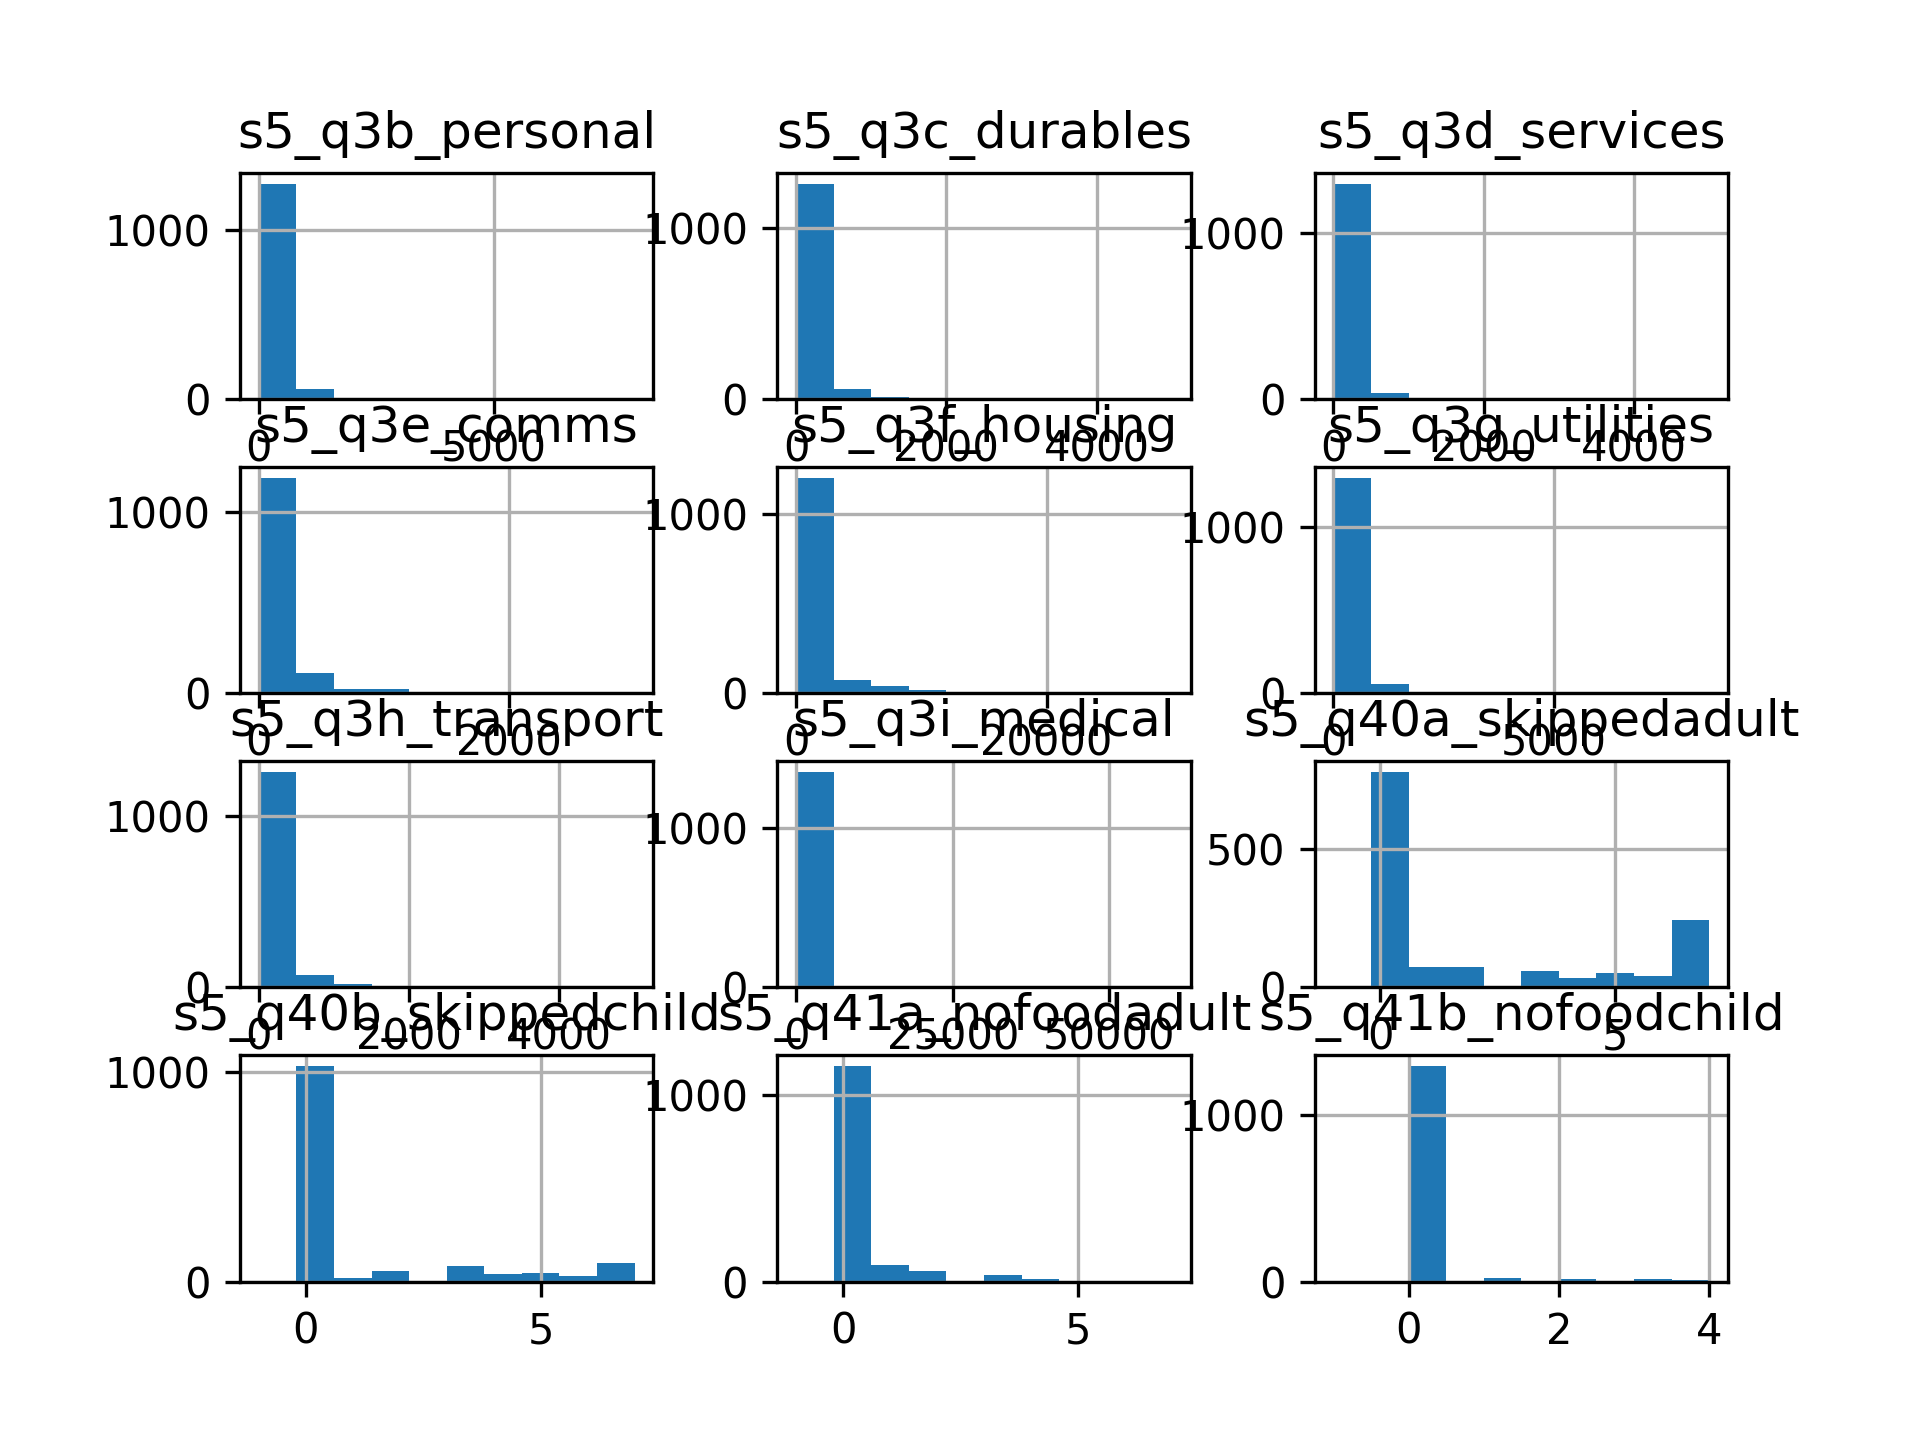 s5_q3b_personal s5_q3c_durables s5_q3d_services
1000 1000 1000
0 0 0
0 5000 0 2000 4000 0 2000 4000
s5_q3e_comms s5_q3f_housing s5_q3g_utilities
1000 1000 1000
0 0 0
0 2000 0 20000 0 5000
s5_q3h_transport s5_q3i_medical s5_q40a_skippedadult
1000 1000 500
0 0 0
0 2000 4000 0 25000 50000 0 5
s5_q40b_skippedchild s5_q41a_nofoodadult s5_q41b_nofoodchild
1000 1000 1000
0 0 0
0 5 0 5 0 2 4